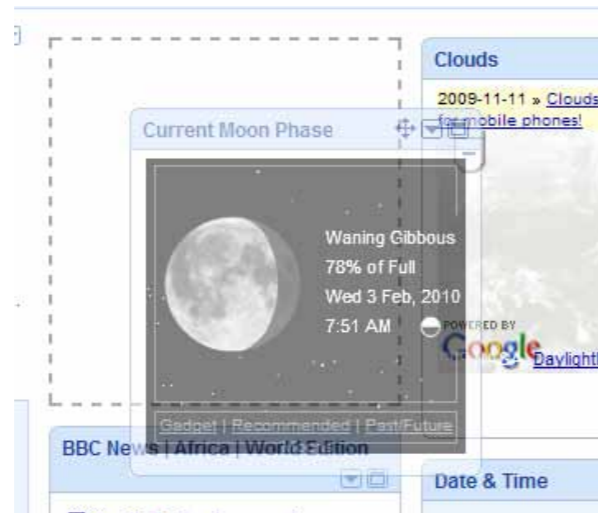 Clouds
2009-11-11 » Clouds
for mobile phones!
Current Moon Phase
Waning Gibbous
78% of Full
Wed 3 Feb, 2010
7:51 AM
POWERED BY
Google
Daylight
Gadget | Recommended | Past/Future
BBC News | Africa | World Edition
Date & Time